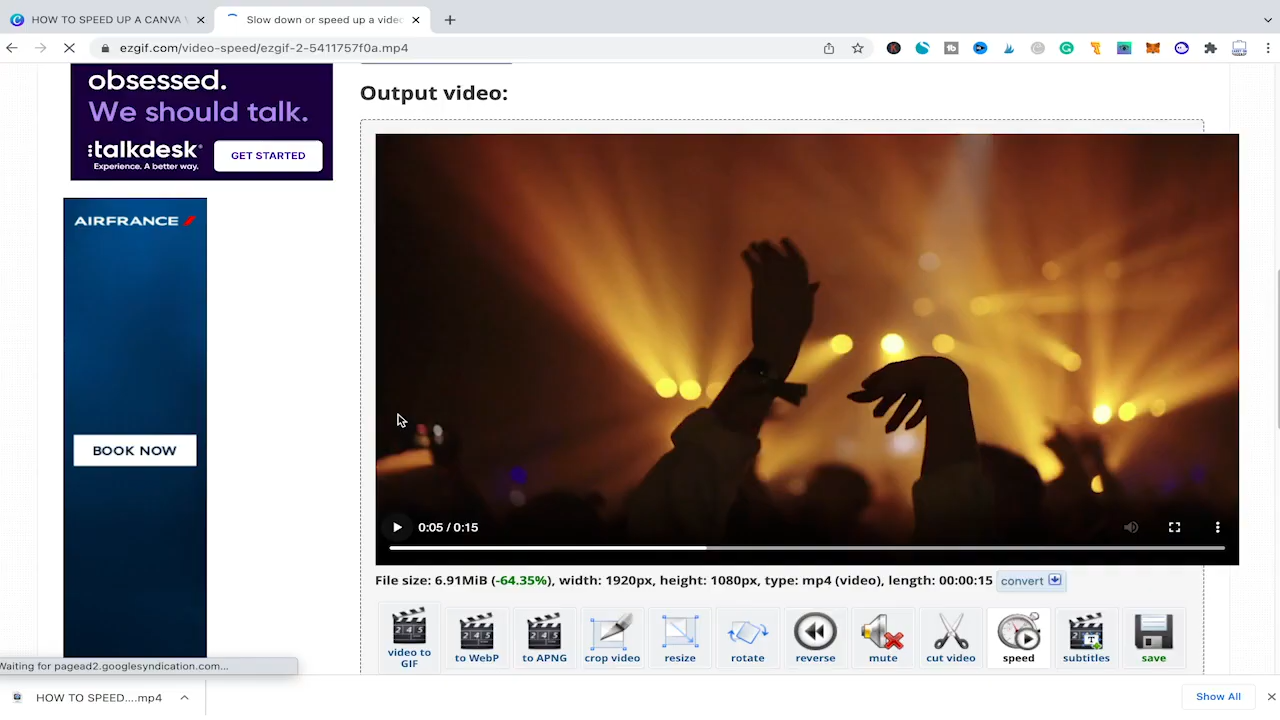 HOW TO SPEED UP A CANVA V
Slow down or speed up a video
ezgif.com/video-speed/ezgif-2-5411757f0a.mp4
obsessed.
We should talk.
:talkdesk®
Experience. A better way.
GET STARTED
AIRFRANCE
BOOK NOW
Output video:
0:05 / 0:15
File size: 6.91MiB (-64.35%), width: 1920px, height: 1080px, type: mp4 (video), length: 00:00:15
convert
video to GIF
to WebP
to APNG
crop video
resize
rotate
reverse
mute
cut video
speed
subtitles
save
Waiting for pagead2.googlesyndication.com...
HOW TO SPEED....mp4
Show All